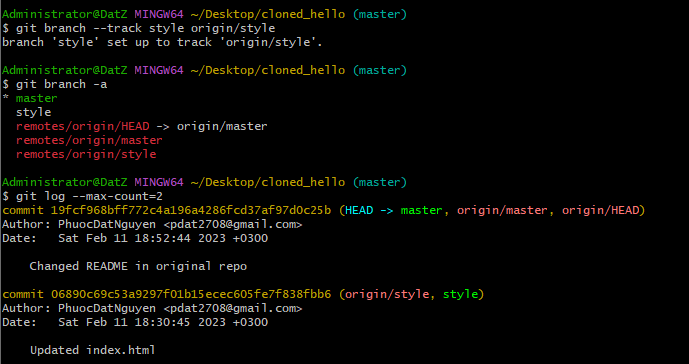 Administrator@DatZ MINGW64 ~/Desktop/cloned_hello (master)
$ git branch --track style origin/style
branch 'style' set up to track 'origin/style'.
Administrator@DatZ MINGW64 ~/Desktop/cloned_hello (master)
$ git branch -a
* master
  style
  remotes/origin/HEAD -> origin/master
  remotes/origin/master
  remotes/origin/style
Administrator@DatZ MINGW64 ~/Desktop/cloned_hello (master)
$ git log --max-count=2
commit 19fcf968bff772c4a196a4286fcd37af97d0c25b (HEAD -> master, origin/master, origin/HEAD)
Author: PhuocDatNguyen <pdat2708@gmail.com>
Date:   Sat Feb 11 18:52:44 2023 +0300
    Changed README in original repo
commit 06890c69c53a9297f01b15ecec605fe7f838fbb6 (origin/style, style)
Author: PhuocDatNguyen <pdat2708@gmail.com>
Date:   Sat Feb 11 18:30:45 2023 +0300
    Updated index.html